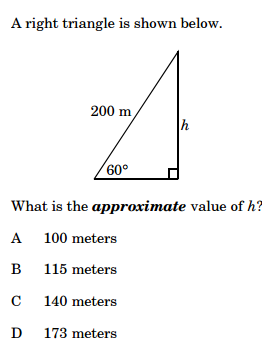 A right triangle is shown below.
200 m
h
60°
What is the approximate value of h?
A 100 meters
B 115 meters
C 140 meters
D 173 meters